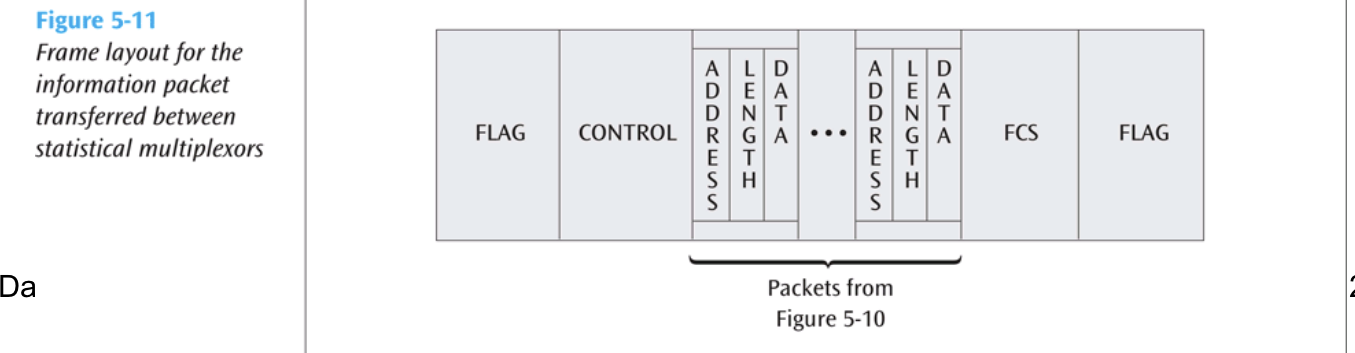 Figure 5-11
Frame layout for the
information packet
transferred between
statistical multiplexors
FLAG
CONTROL
ADDRESS
LENGTH
DATA
•••
ADDRESS
LENGTH
DATA
FCS
FLAG
Packets from
Figure 5-10
Da